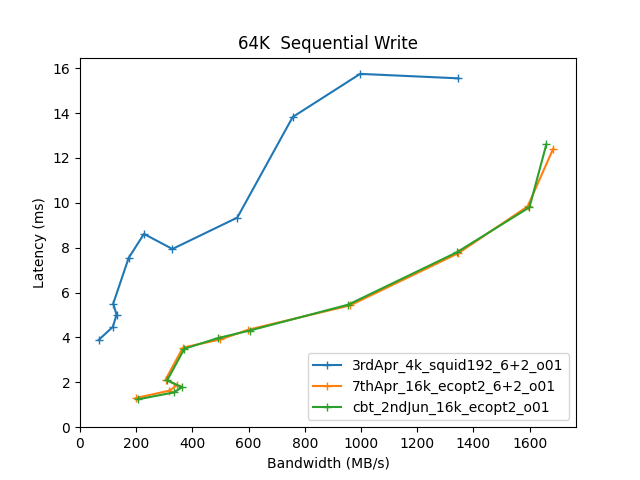 64K  Sequential Write
16
14
12
10
8
6
4
2
0
Latency (ms)
3rdApr_4k_squid192_6+2_o01
7thApr_16k_ecopt2_6+2_o01
cbt_2ndJun_16k_ecopt2_o01
0 200 400 600 800 1000 1200 1400 1600
Bandwidth (MB/s)